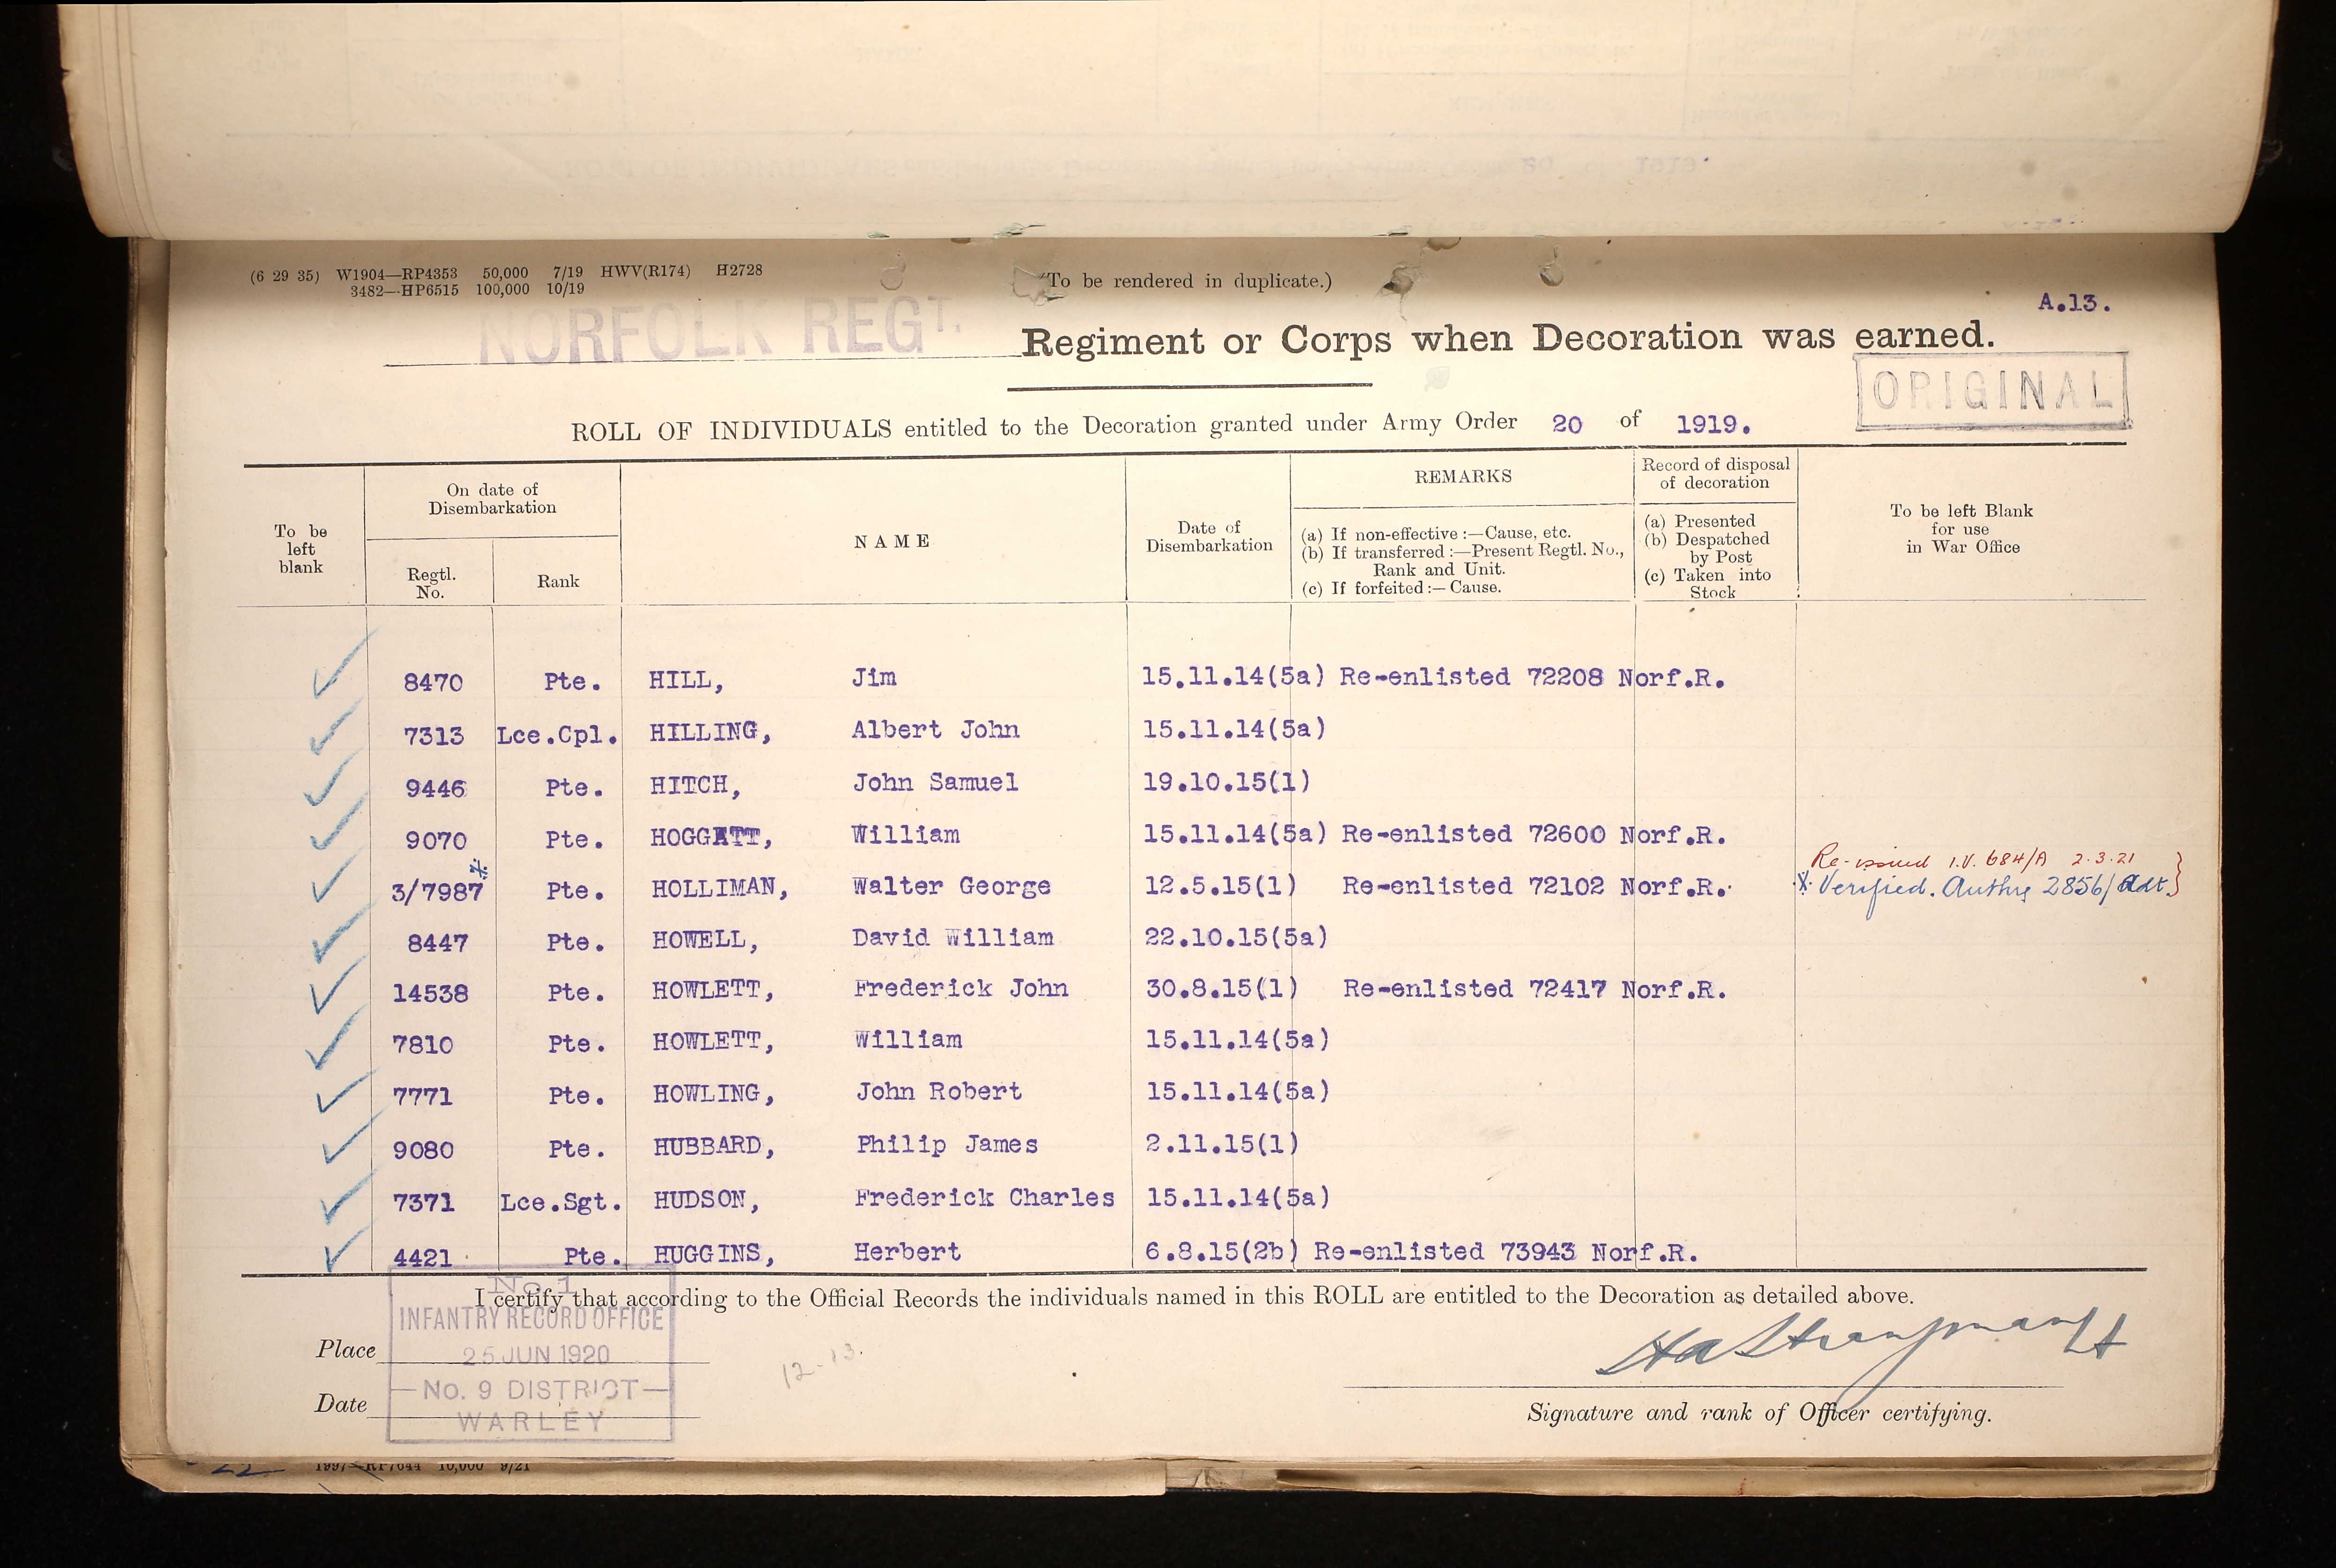 (6 29 35) W1904—RP4353 50,000 7/19 HWV(R174) H2728
3482—HP6515 100,000 10/19
(To be rendered in duplicate.)
A.13.
NORFOLK REGT.
Regiment or Corps when Decoration was earned.
ORIGINAL
ROLL OF INDIVIDUALS entitled to the Decoration granted under Army Order 20 of 1919.
To be left blank
On date of Disembarkation
Regtl. No.
Rank
NAME
Date of Disembarkation
REMARKS
(a) If non-effective :—Cause, etc.
(b) If transferred :—Present Regtl. No., Rank and Unit.
(c) If forfeited :— Cause.
Record of disposal of decoration
(a) Presented
(b) Despatched by Post
(c) Taken into Stock
To be left Blank for use in War Office
8470 Pte. HILL, Jim 15.11.14(5a) Re-enlisted 72208 Norf.R.
7313 Lce.Cpl. HILLING, Albert John 15.11.14(5a)
9446 Pte. HITCH, John Samuel 19.10.15(1)
9070 Pte. HOGGATT, William 15.11.14(5a) Re-enlisted 72600 Norf.R.
Re-issued I.V. 684/A 2.3.21
3/7987 Pte. HOLLIMAN, Walter George 12.5.15(1) Re-enlisted 72102 Norf.R. Verified. Authy 2856/Adt.
8447 Pte. HOWELL, David William 22.10.15(5a)
14538 Pte. HOWLETT, Frederick John 30.8.15(1) Re-enlisted 72417 Norf.R.
7810 Pte. HOWLETT, William 15.11.14(5a)
7771 Pte. HOWLING, John Robert 15.11.14(5a)
9080 Pte. HUBBARD, Philip James 2.11.15(1)
7371 Lce.Sgt. HUDSON, Frederick Charles 15.11.14(5a)
4421 Pte. HUGGINS, Herbert 6.8.15(2b) Re-enlisted 73943 Norf.R.
I certify that according to the Official Records the individuals named in this ROLL are entitled to the Decoration as detailed above.
No. 1
INFANTRY RECORD OFFICE
25 JUN 1920
No. 9 DISTRICT
WARLEY
Place
Date
12-13.
Signature and rank of Officer certifying.
22
1997—RP7644 10,000 9/21